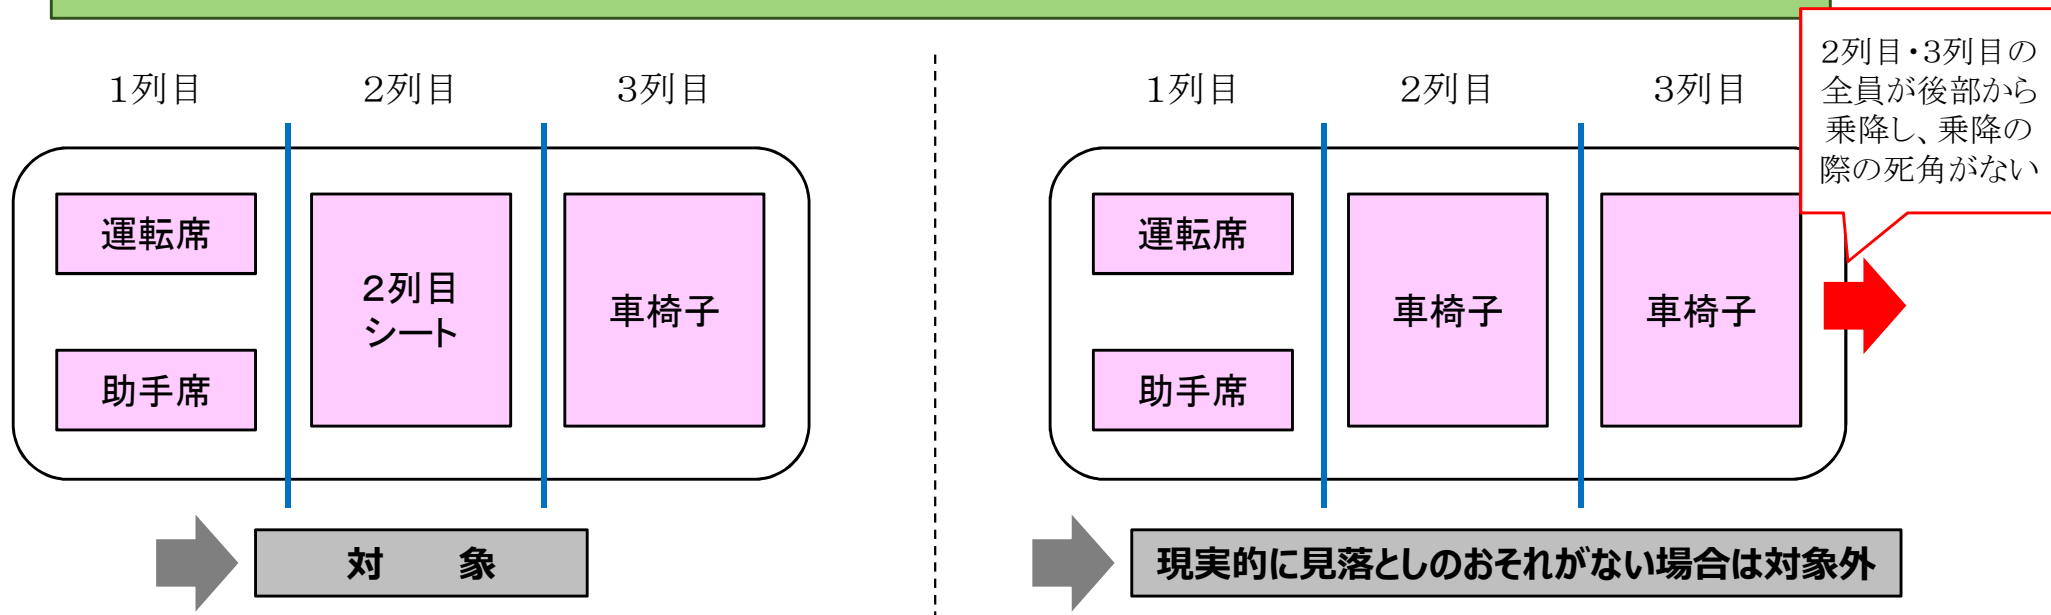 1列目
2列目
3列目
運転席
助手席
2列目
シート
車椅子
対 象
1列目
2列目
3列目
2列目・3列目の
全員が後部から
乗降し、乗降の
際の死角がない
運転席
助手席
車椅子
車椅子
現実的に見落としのおそれがない場合は対象外